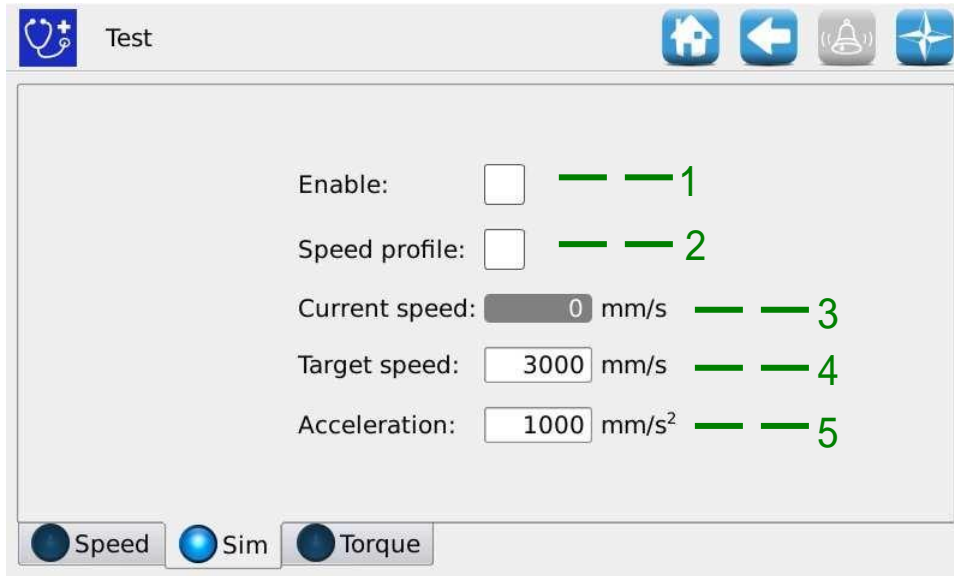 Test
Enable: 1
Speed profile: 2
Current speed: 0 mm/s 3
Target speed: 3000 mm/s 4
Acceleration: 1000 mm/s² 5
Speed Sim Torque